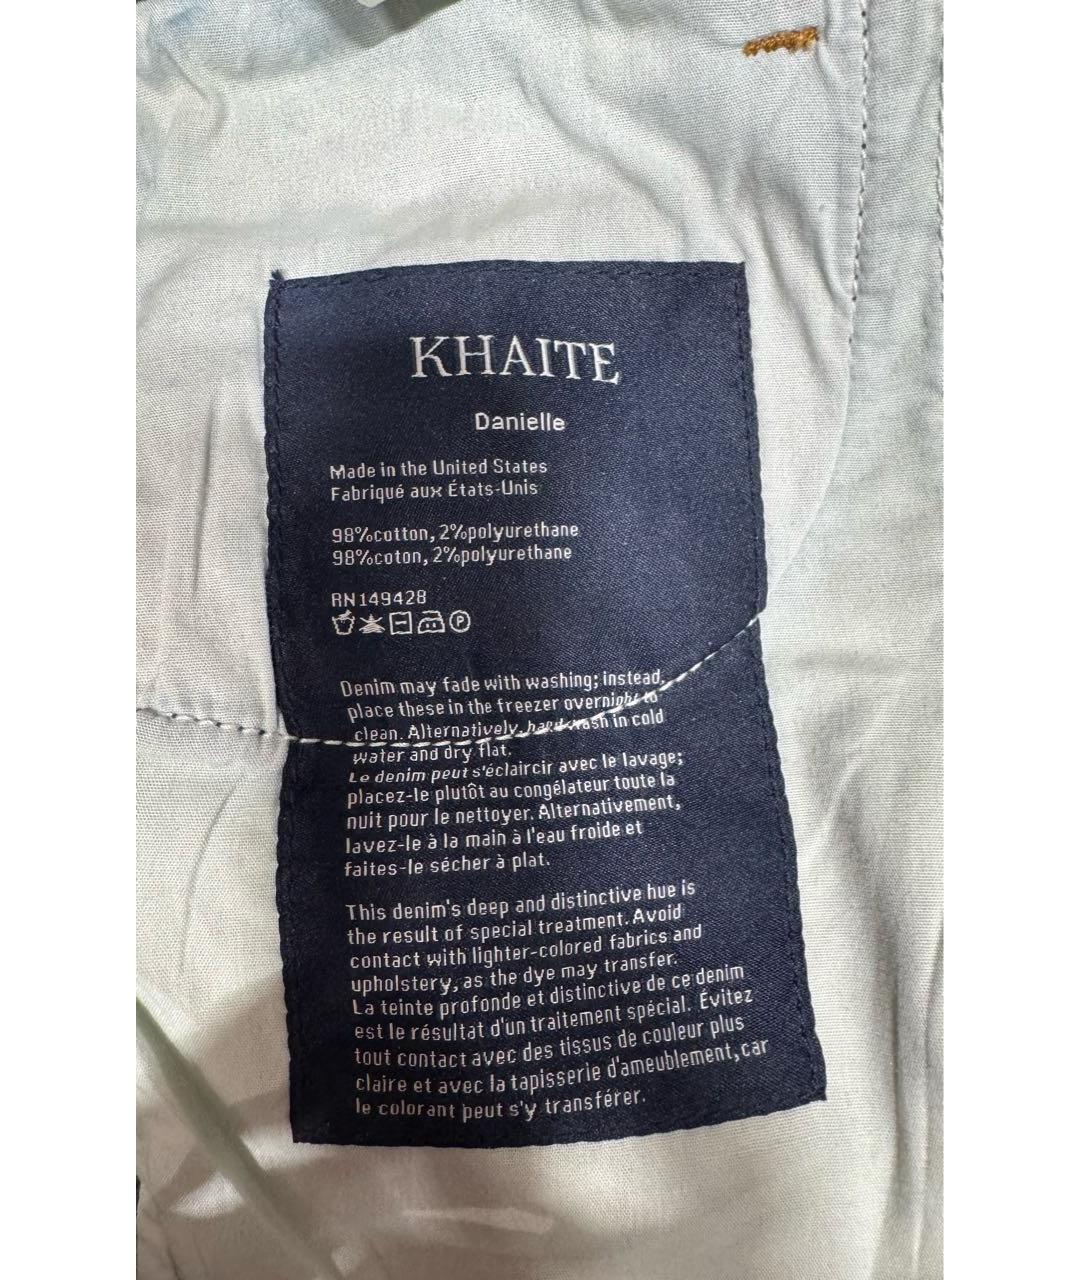 KHAITE
Danielle
Made in the United States
Fabriqué aux États-Unis
98%cotton, 2%polyurethane
98%coton, 2%polyurethane
RN149428
Denim may fade with washing; instead,
place these in the freezer overnight to
clean. Alternatively, hand wash in cold
water and dry flat.
Le denim peut s'éclaircir avec le lavage;
placez-le plutôt au congélateur toute la
nuit pour le nettoyer. Alternativement,
lavez-le à la main à l'eau froide et
faites-le sécher à plat.
This denim's deep and distinctive hue is
the result of special treatment. Avoid
contact with lighter-colored fabrics and
upholstery, as the dye may transfer.
La teinte profonde et distinctive de ce denim
est le résultat d'un traitement spécial. Évitez
tout contact avec des tissus de couleur plus
claire et avec la tapisserie d'ameublement, car
le colorant peut s'y transférer.